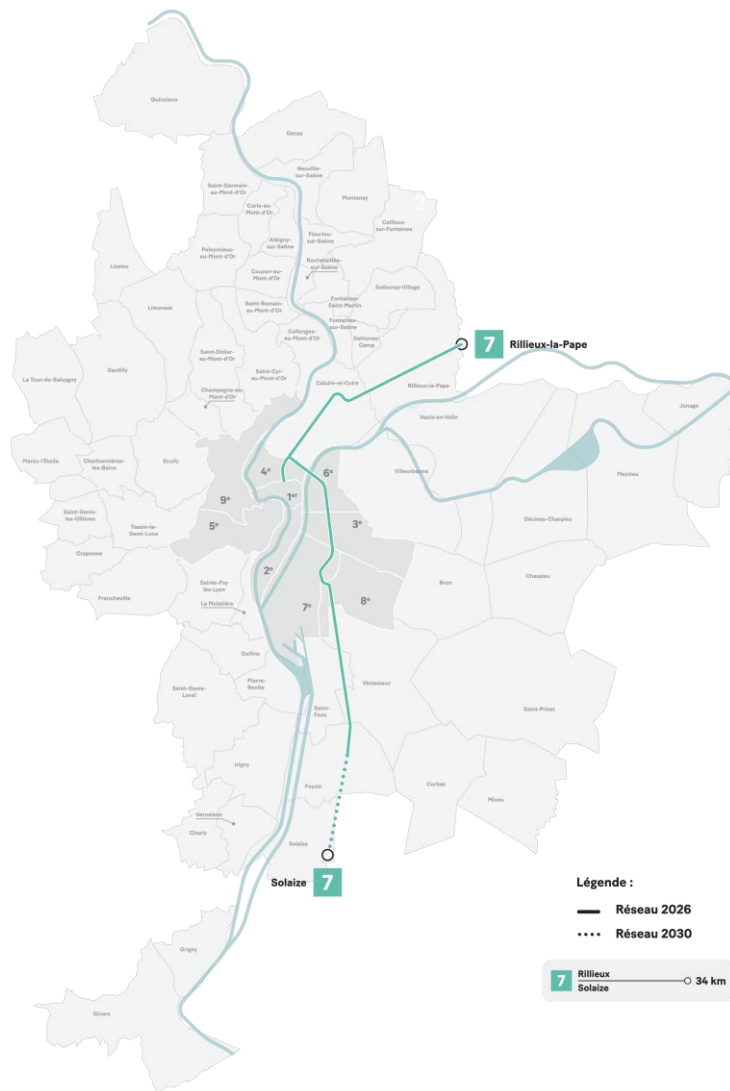 Quincieux
Genay
Neuville-
sur-Saône
Montanay
Saint-Germain-
au-Mont-d'Or
Curis-au-
Mont-d'Or
Cailloux-
sur-Fontaines
Albigny-
sur-Saône
Fleurieu-
sur-Saône
Poleymieux-
au-Mont-d'Or
Rochetaillée-
sur-Saône
Lissieu
Couzon-au-
Mont-d'Or
Sathonay-Village
Limonest
Saint-Romain-
au-Mont-d'Or
Fontaines-
Saint-Martin
Fontaines-
sur-Saône
Collonges-
au-Mont-d'Or
Sathonay-
Camp
7
Rillieux-la-Pape
Saint-Didier-
au-Mont-d'Or
Dardilly
Saint-Cyr-
au-Mont-d'Or
La Tour-de-Salvagny
Champagne-au-
Mont-d'Or
Caluire-et-Cuire
Rillieux-la-Pape
Vaulx-en-Velin
Jonage
Marcy-l'Étoile
Charbonnières-
les-Bains
Écully
4e
6e
Villeurbanne
Meyzieu
9e
1er
Saint-Genis-
les-Ollières
Tassin-la-
Demi-Lune
5e
3e
Décines-Charpieu
Craponne
Francheville
Sainte-Foy
lès-Lyon
2e
Bron
Chassieu
La Mulatière
7e
8e
Oullins
Pierre-
Bénite
Vénissieux
Saint-Genis-
Laval
Saint-
Fons
Saint-Priest
Irigny
Feyzin
Corbas
Mions
Vernaison
Charly
Solaize
Solaize
7
Légende :
Réseau 2026
Réseau 2030
Grigny
7
Rillieux
Solaize
34 km
Givors